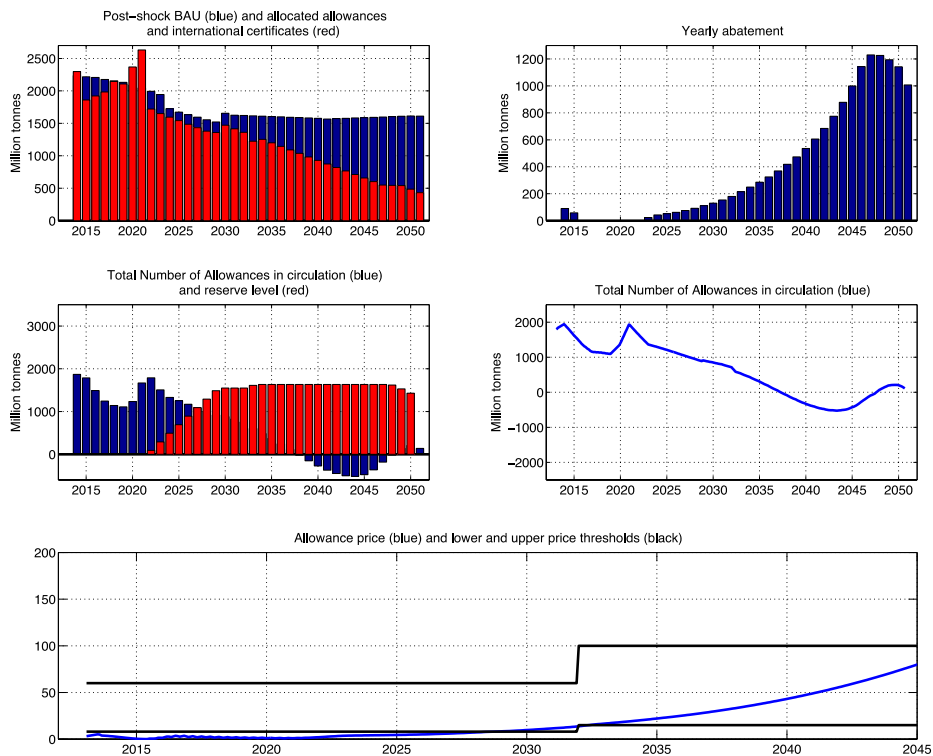 Post−shock BAU (blue) and allocated allowances
and international certificates (red)
2500
2000
1500
1000
500
0
Million tonnes
2015 2020 2025 2030 2035 2040 2045 2050
Yearly abatement
1200
1000
800
600
400
200
0
Million tonnes
2015 2020 2025 2030 2035 2040 2045 2050
Total Number of Allowances in circulation (blue)
and reserve level (red)
3000
2000
1000
0
Million tonnes
2015 2020 2025 2030 2035 2040 2045 2050
Total Number of Allowances in circulation (blue)
2000
1000
0
−1000
−2000
Million tonnes
2015 2020 2025 2030 2035 2040 2045 2050
Allowance price (blue) and lower and upper price thresholds (black)
200
150
100
50
0
2015 2020 2025 2030 2035 2040 2045